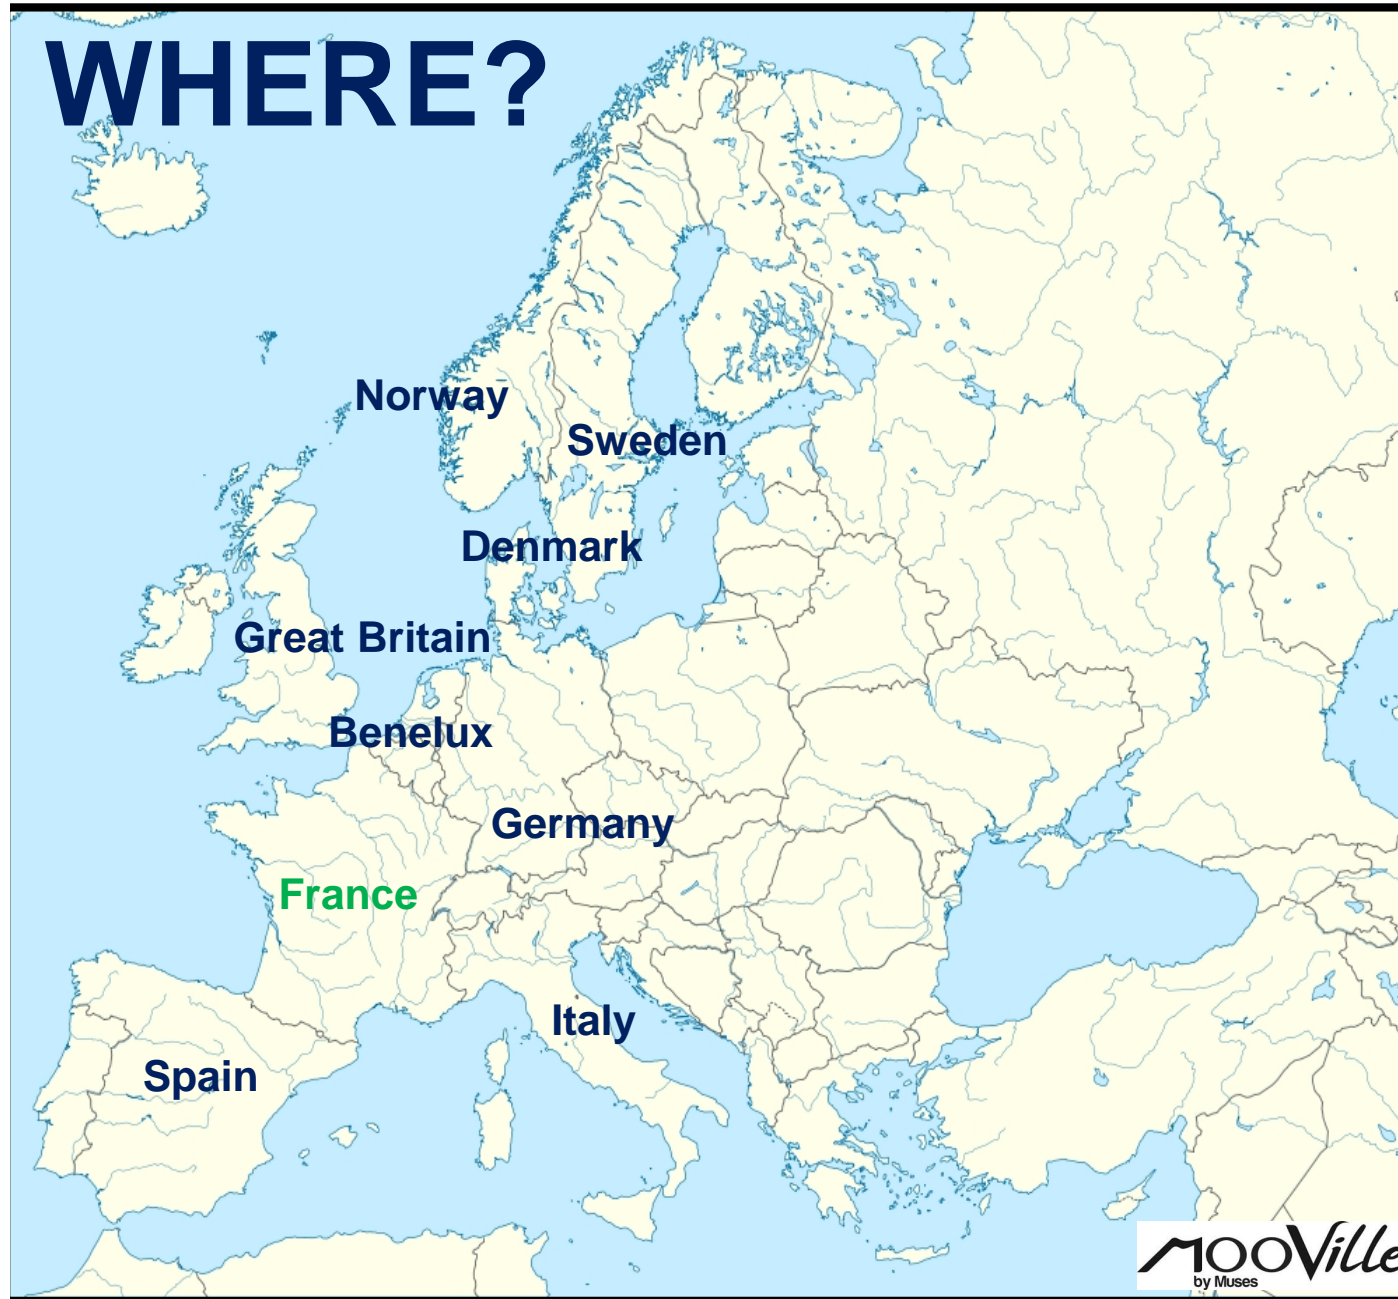 WHERE?
Norway
Sweden
Denmark
Great Britain
Benelux
Germany
France
Italy
Spain
MOOVille
by Muses